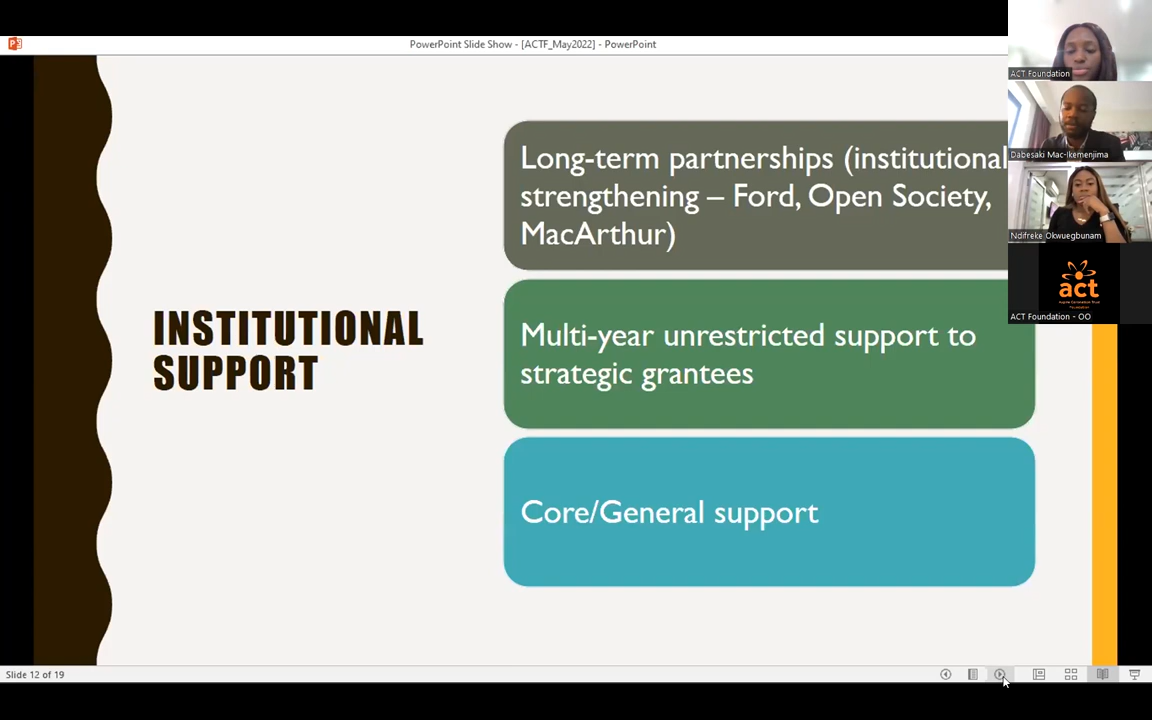 PowerPoint Slide Show - [ACTF_May2022] - PowerPoint
ACT Foundation
Dabesaki Mac-Ikemenjima
Ndifreke Okwuegbunam
act
ACT Foundation - OO
Long-term partnerships (institutional
strengthening – Ford, Open Society,
MacArthur)
INSTITUTIONAL
SUPPORT
Multi-year unrestricted support to
strategic grantees
Core/General support
Slide 12 of 19